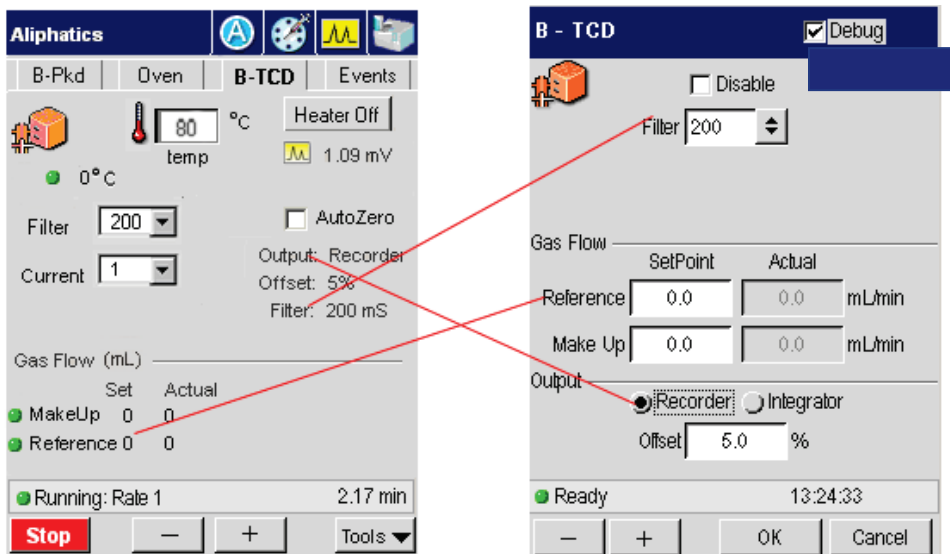 Aliphatics
B-Pkd Oven B-TCD Events
80 °C Heater Off
temp 1.09 mV
0°C
Filter 200 AutoZero
Current 1
Output: Recorder
Offset: 5%
Filter: 200 mS
Gas Flow (mL)
Set Actual
MakeUp 0 0
Reference 0 0
Running: Rate 1 2.17 min
Stop — + Tools
B - TCD Debug
Disable
Filter 200
Gas Flow
SetPoint Actual
Reference 0.0 0.0 mL/min
Make Up 0.0 0.0 mL/min
Output
Recorder Integrator
Offset 5.0 %
Ready 13:24:33
— + OK Cancel